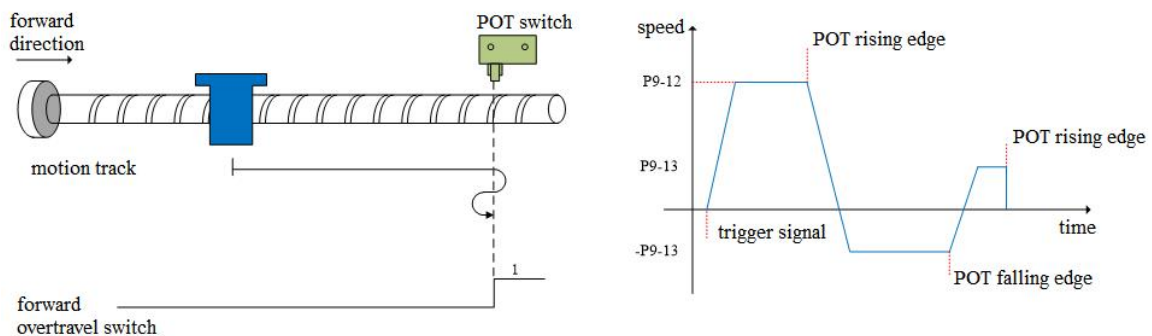 forward
direction
POT switch
motion track
1
forward
overtravel switch
speed
POT rising edge
P9-12
POT rising edge
P9-13
trigger signal
time
-P9-13
POT falling edge